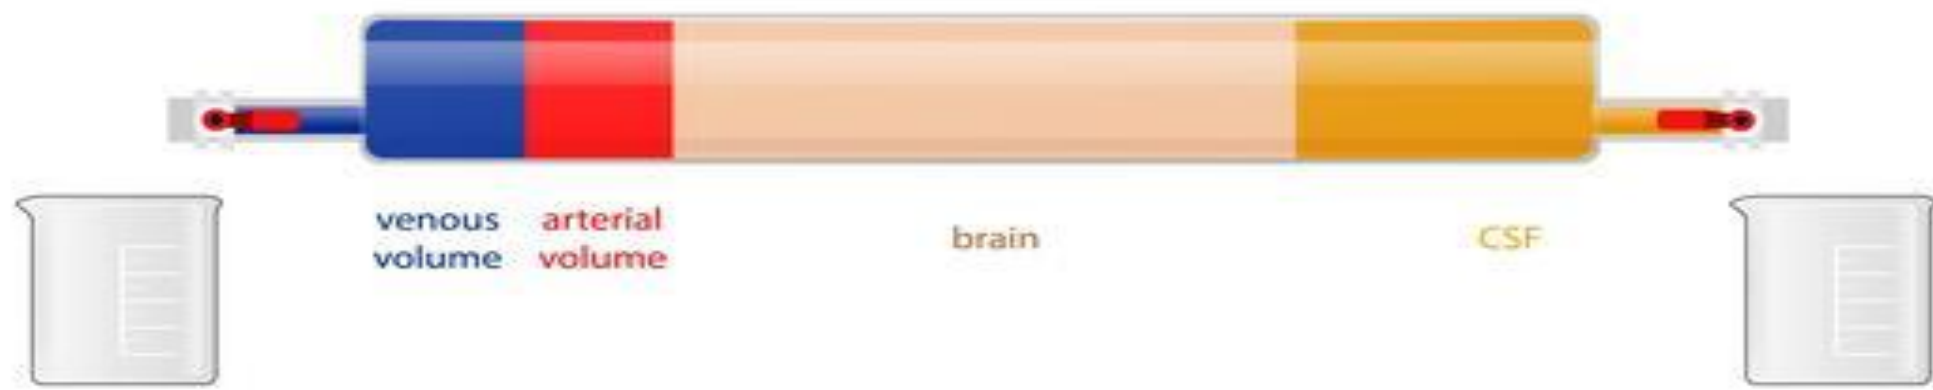 venous
volume
arterial
volume
brain
CSF